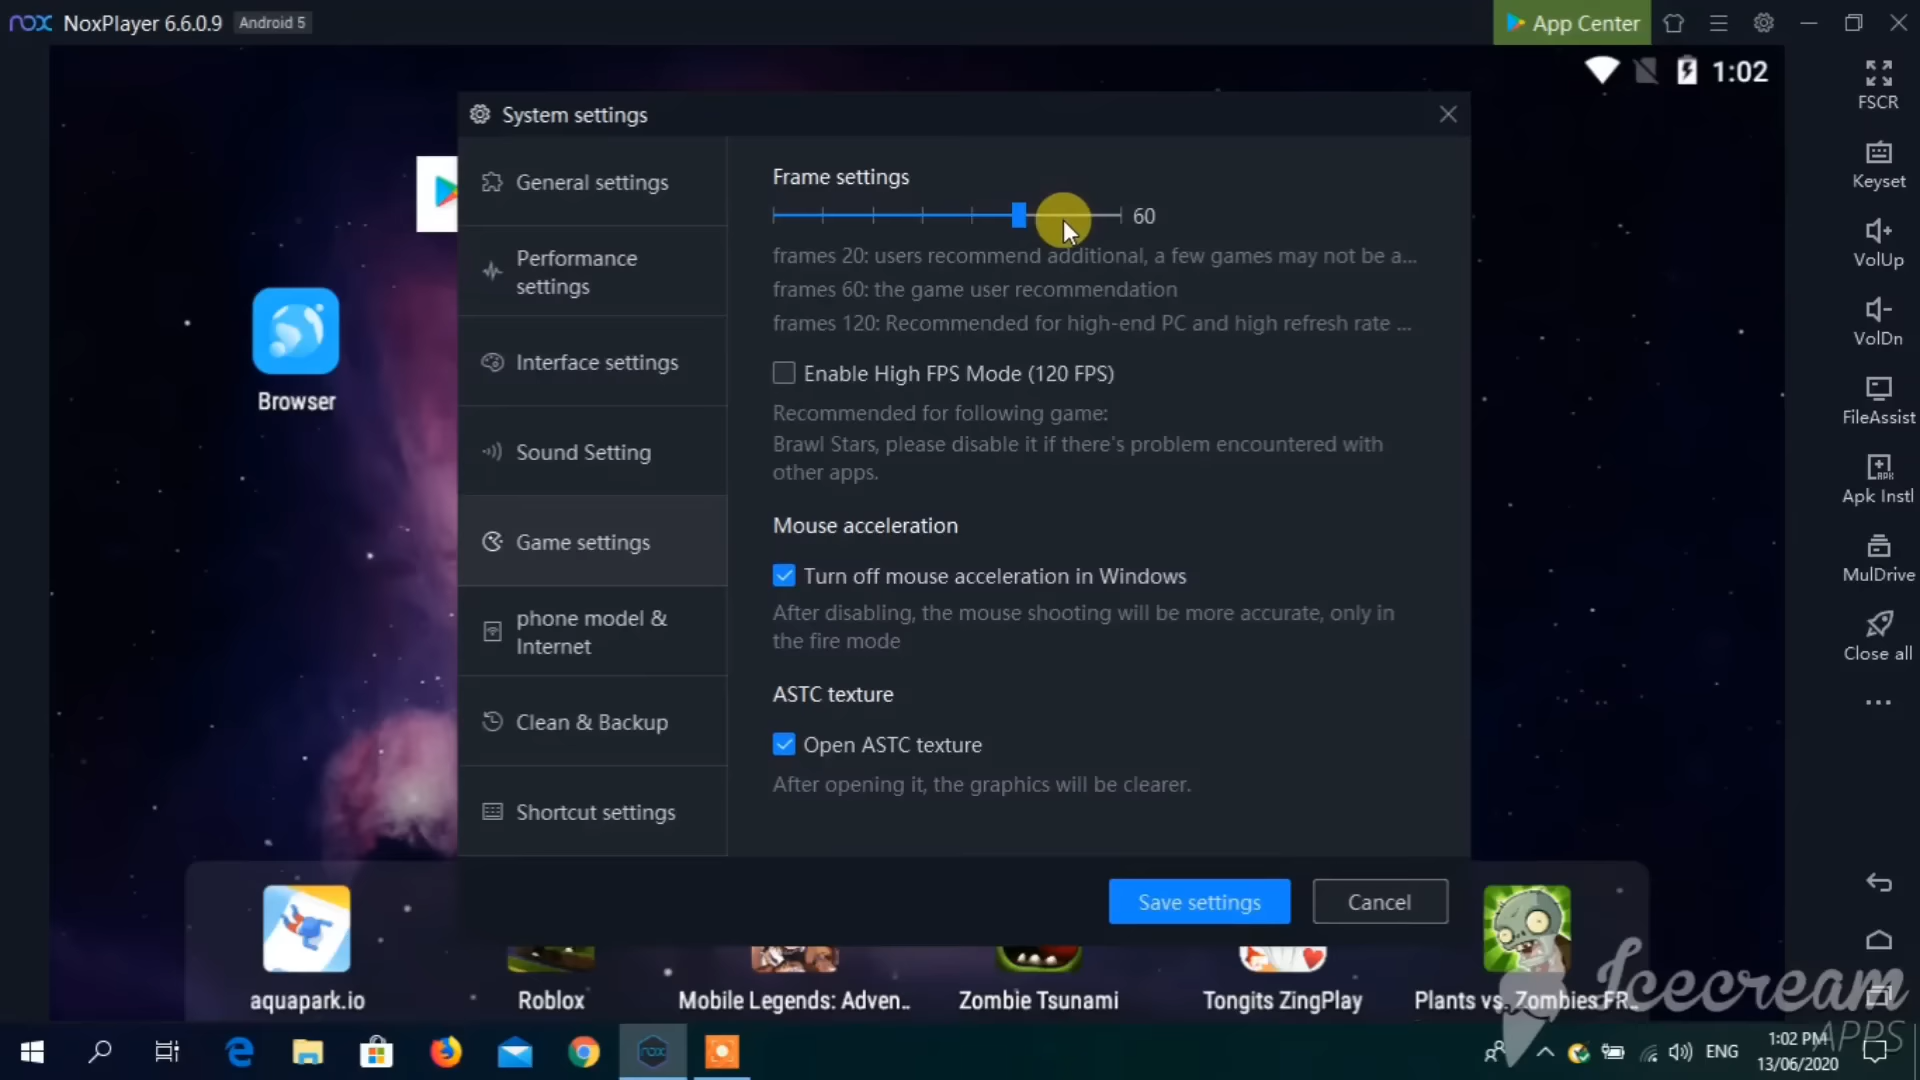 nox NoxPlayer 6.6.0.9 Android 5
App Center
1:02
FSCR
Keyset
VolUp
VolDn
FileAssist
Apk Instl
MulDrive
Close all
Browser
System settings
General settings
Performance
settings
Interface settings
Sound Setting
Game settings
phone model &
Internet
Clean & Backup
Shortcut settings
Frame settings
60
frames 20: users recommend additional, a few games may not be a...
frames 60: the game user recommendation
frames 120: Recommended for high-end PC and high refresh rate ...
Enable High FPS Mode (120 FPS)
Recommended for following game:
Brawl Stars, please disable it if there's problem encountered with
other apps.
Mouse acceleration
Turn off mouse acceleration in Windows
After disabling, the mouse shooting will be more accurate, only in
the fire mode
ASTC texture
Open ASTC texture
After opening it, the graphics will be clearer.
Save settings
Cancel
aquapark.io
Roblox
Mobile Legends: Adven..
Zombie Tsunami
Tongits ZingPlay
Plants vs. Zombies FR..
Icecream
APPS
nox
ENG
1:02 PM
13/06/2020